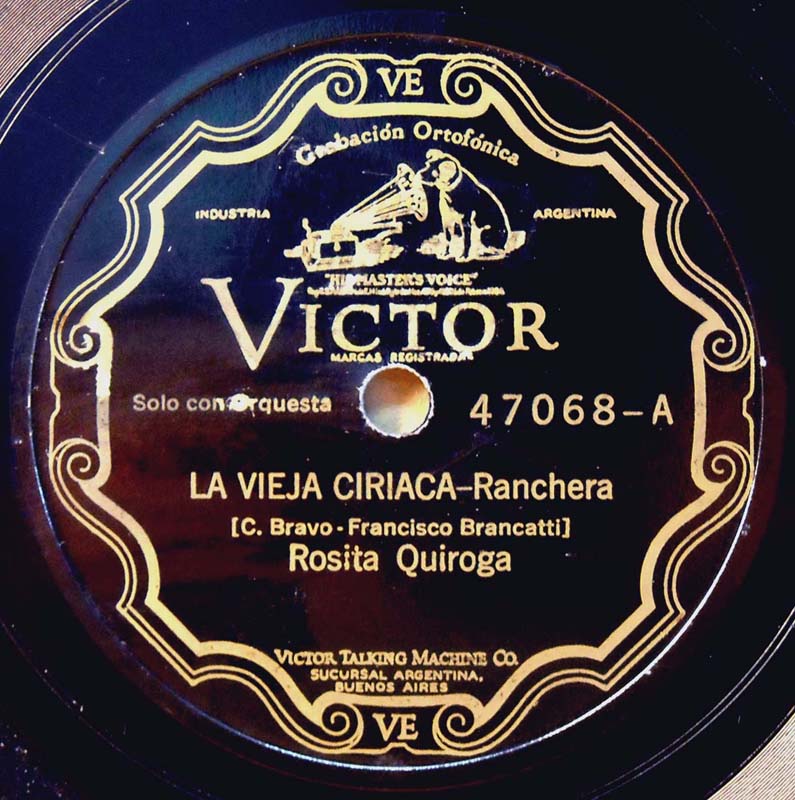 VE
Grabación Ortofónica
INDUSTRIA ARGENTINA
"HIS MASTER'S VOICE"
VICTOR
MARCAS REGISTRADAS
Solo con Orquesta 47068-A
LA VIEJA CIRIACA-Ranchera
[C. Bravo - Francisco Brancatti]
Rosita Quiroga
VICTOR TALKING MACHINE CO.
SUCURSAL ARGENTINA,
BUENOS AIRES
VE